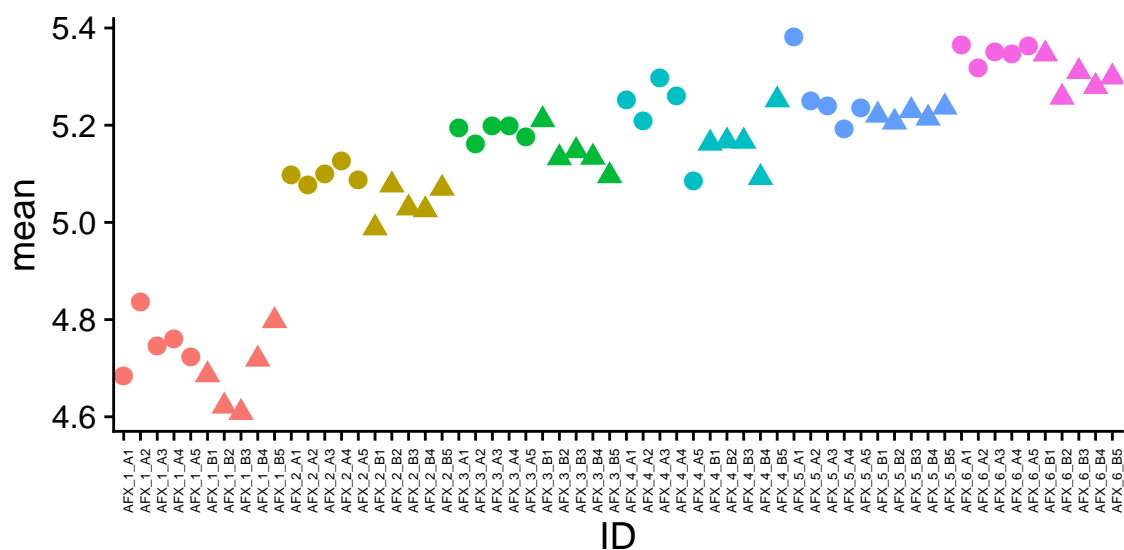 5.4
5.2
5.0
4.8
4.6
mean
AFX_1_A1
AFX_1_A2
AFX_1_A3
AFX_1_A4
AFX_1_A5
AFX_1_B1
AFX_1_B2
AFX_1_B3
AFX_1_B4
AFX_1_B5
AFX_2_A1
AFX_2_A2
AFX_2_A3
AFX_2_A4
AFX_2_A5
AFX_2_B1
AFX_2_B2
AFX_2_B3
AFX_2_B4
AFX_2_B5
AFX_3_A1
AFX_3_A2
AFX_3_A3
AFX_3_A4
AFX_3_A5
AFX_3_B1
AFX_3_B2
AFX_3_B3
AFX_3_B4
AFX_3_B5
AFX_4_A1
AFX_4_A2
AFX_4_A3
AFX_4_A4
AFX_4_A5
AFX_4_B1
AFX_4_B2
AFX_4_B3
AFX_4_B4
AFX_4_B5
AFX_5_A1
AFX_5_A2
AFX_5_A3
AFX_5_A4
AFX_5_A5
AFX_5_B1
AFX_5_B2
AFX_5_B3
AFX_5_B4
AFX_5_B5
AFX_6_A1
AFX_6_A2
AFX_6_A3
AFX_6_A4
AFX_6_A5
AFX_6_B1
AFX_6_B2
AFX_6_B3
AFX_6_B4
AFX_6_B5
ID